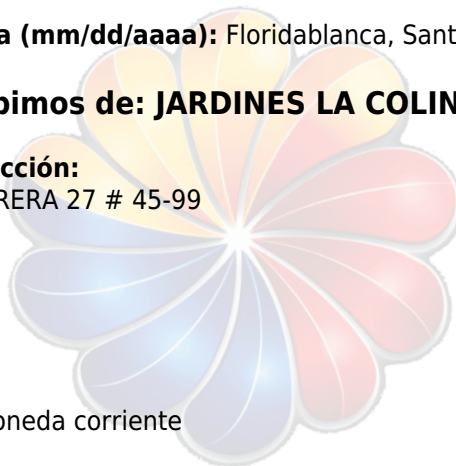 a (mm/dd/aaaa): Floridablanca, Sant
bimos de: JARDINES LA COLIN
cción:
RERA 27 # 45-99
oneda corriente